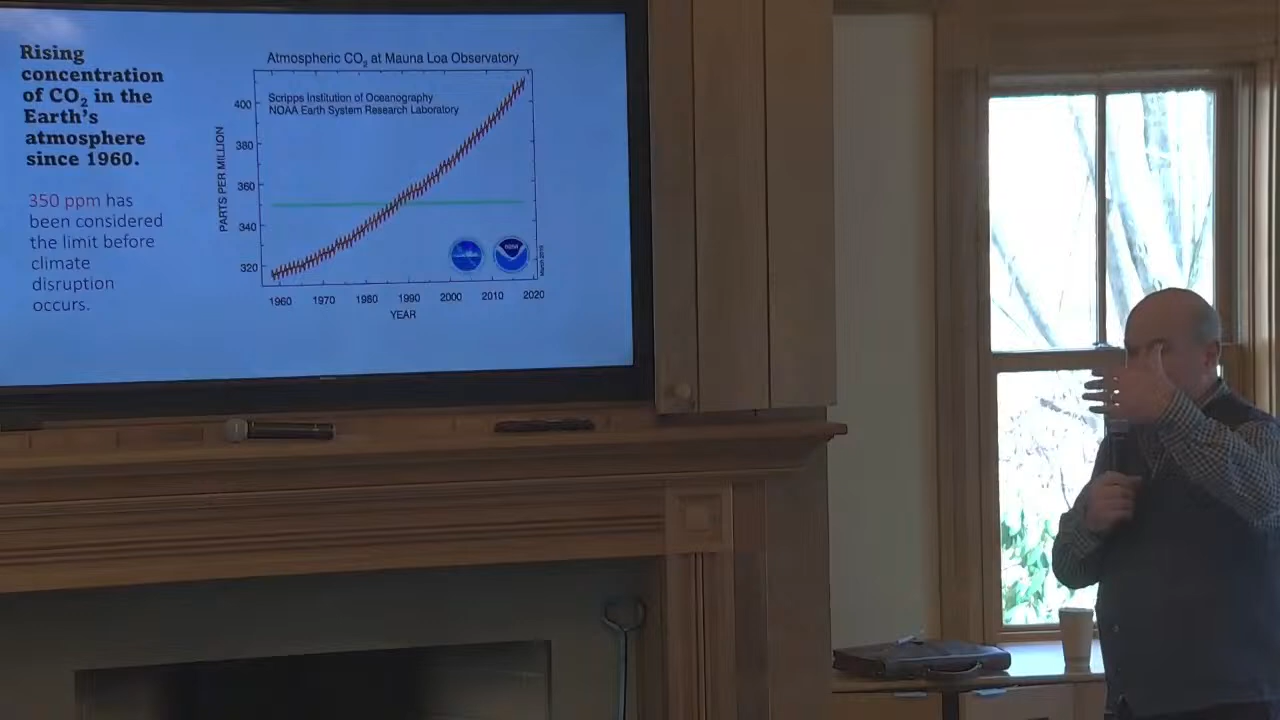 Rising
concentration
of CO₂ in the
Earth's
atmosphere
since 1960.
350 ppm has
been considered
the limit before
climate
disruption
occurs.
Atmospheric CO₂ at Mauna Loa Observatory
Scripps Institution of Oceanography
NOAA Earth System Research Laboratory
PARTS PER MILLION
400
380
360
340
320
1960 1970 1980 1990 2000 2010 2020
YEAR